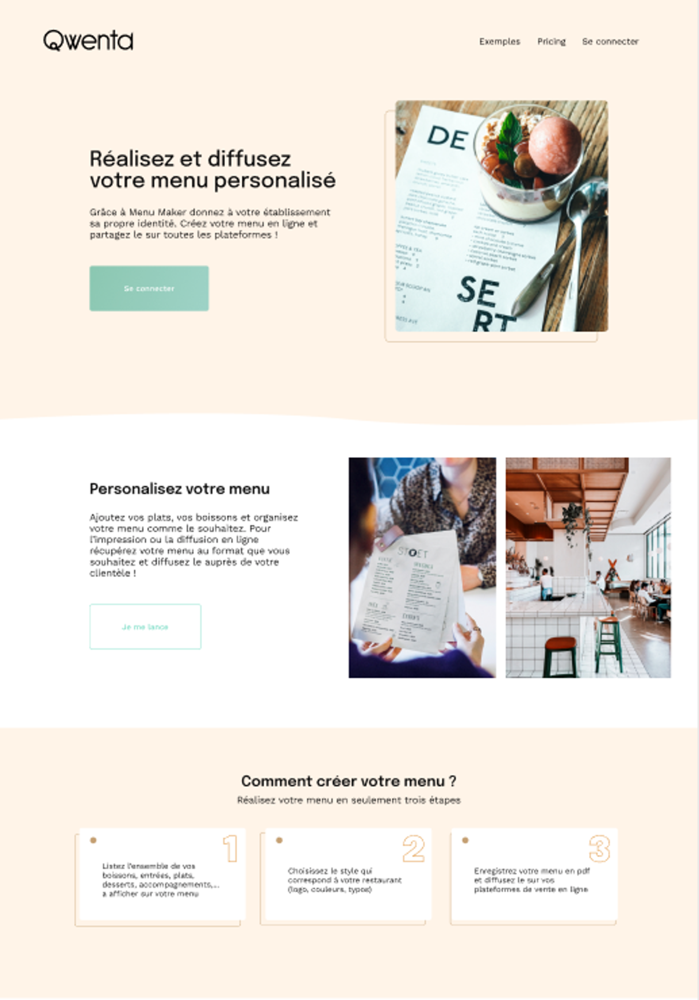 Qwenta
Exemples Pricing Se connecter
Réalisez et diffusez
votre menu personalisé
Grâce à Menu Maker donnez à votre établissement
sa propre identité. Créez votre menu en ligne et
partagez le sur toutes les plateformes !
Se connecter
DE
COFFEE & TEA
SE
RT
Personalisez votre menu
Ajoutez vos plats, vos boissons et organisez
votre menu comme le souhaitez. Pour
l'impression ou la diffusion en ligne
récupérez votre menu au format que vous
souhaitez et diffusez le auprès de votre
clientèle !
Je me lance
Comment créer votre menu ?
Réalisez votre menu en seulement trois étapes
1
Listez l'ensemble de vos
boissons, entrées, plats,
desserts, accompagnements,...
a afficher sur votre menu
2
Choisissez le style qui
correspond à votre restaurant
(logo, couleurs, typos)
3
Enregistrez votre menu en pdf
et diffusez le sur vos
plateformes de vente en ligne